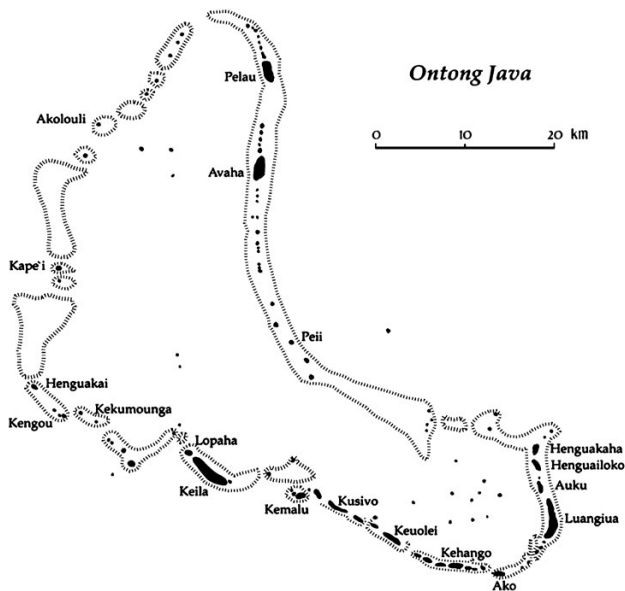 Ontong Java
0 10 20 km
Pelau
Akolouli
Avaha
Kape`i
Peii
Henguakai
Kengou
Kekumounga
Lopaha
Keila
Kemalu
Kusivo
Keuolei
Kehango
Ako
Henguakaha
Henguailoko
Auku
Luangiua